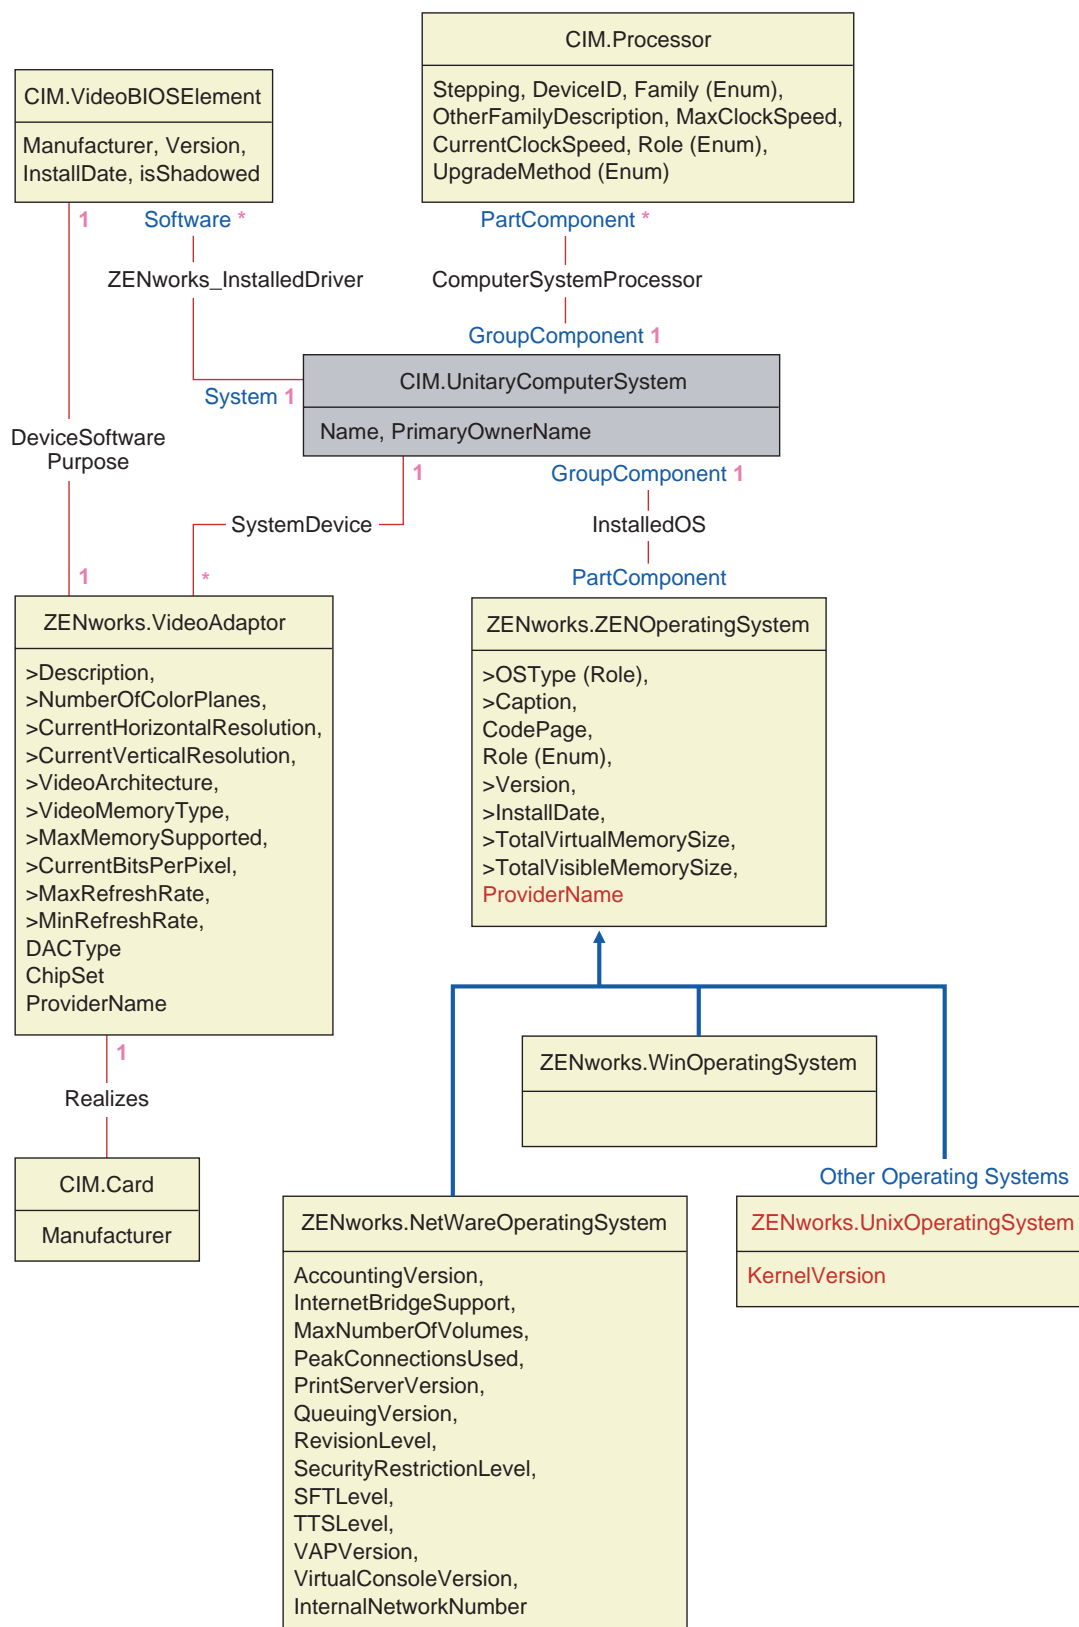 CIM.Processor
Stepping, DeviceID, Family (Enum),
OtherFamilyDescription, MaxClockSpeed,
CurrentClockSpeed, Role (Enum),
UpgradeMethod (Enum)
CIM.VideoBIOSElement
Manufacturer, Version,
InstallDate, isShadowed
1
Software *
PartComponent *
ZENworks_InstalledDriver
ComputerSystemProcessor
GroupComponent 1
System 1
CIM.UnitaryComputerSystem
Name, PrimaryOwnerName
DeviceSoftware
Purpose
1
GroupComponent 1
SystemDevice
InstalledOS
1
*
PartComponent
ZENworks.VideoAdaptor
>Description,
>NumberOfColorPlanes,
>CurrentHorizontalResolution,
>CurrentVerticalResolution,
>VideoArchitecture,
>VideoMemoryType,
>MaxMemorySupported,
>CurrentBitsPerPixel,
>MaxRefreshRate,
>MinRefreshRate,
DACType
ChipSet
ProviderName
ZENworks.ZENOperatingSystem
>OSType (Role),
>Caption,
CodePage,
Role (Enum),
>Version,
>InstallDate,
>TotalVirtualMemorySize,
>TotalVisibleMemorySize,
ProviderName
1
Realizes
CIM.Card
Manufacturer
ZENworks.WinOperatingSystem
Other Operating Systems
ZENworks.NetWareOperatingSystem
AccountingVersion,
InternetBridgeSupport,
MaxNumberOfVolumes,
PeakConnectionsUsed,
PrintServerVersion,
QueuingVersion,
RevisionLevel,
SecurityRestrictionLevel,
SFTLevel,
TTSLevel,
VAPVersion,
VirtualConsoleVersion,
InternalNetworkNumber
ZENworks.UnixOperatingSystem
KernelVersion